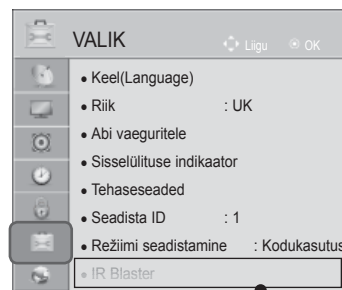 VALIK Liigu OK
• Keel(Language)
• Riik : UK
• Abi vaeguritele
• Sisselülituse indikaator
• Tehaseseaded
• Seadista ID : 1
• Režiimi seadistamine : Kodukasutus
• IR Blaster